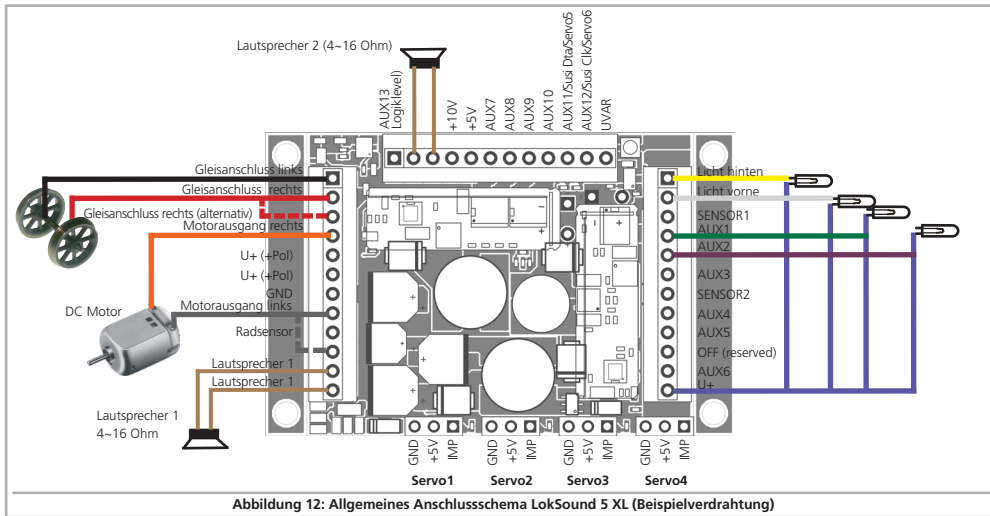 Lautsprecher 2 (4~16 Ohm)
AUX13
Logiklevel)
+10V
+5V
AUX7
AUX8
AUX9
AUX10
AUX11/Susi Dta/Servo5
AUX12/Susi Clk/Servo6
UVAR
Gleisanschluss links
Gleisanschluss rechts
Gleisanschluss rechts (alternativ)
Motorausgang rechts
U+ (+Pol)
U+ (+Pol)
GND
Motorausgang links
DC Motor
Radsensor
Lautsprecher 1
Lautsprecher 1
Lautsprecher 1
4~16 Ohm
Licht hinten
Licht vorne
SENSOR1
AUX1
AUX2
AUX3
SENSOR2
AUX4
AUX5
OFF (reserved)
AUX6
U+
GND
+5V
IMP
GND
+5V
IMP
GND
+5V
IMP
GND
+5V
IMP
Servo1
Servo2
Servo3
Servo4
Abbildung 12: Allgemeines Anschlussschema LokSound 5 XL (Beispielverdrahtung)